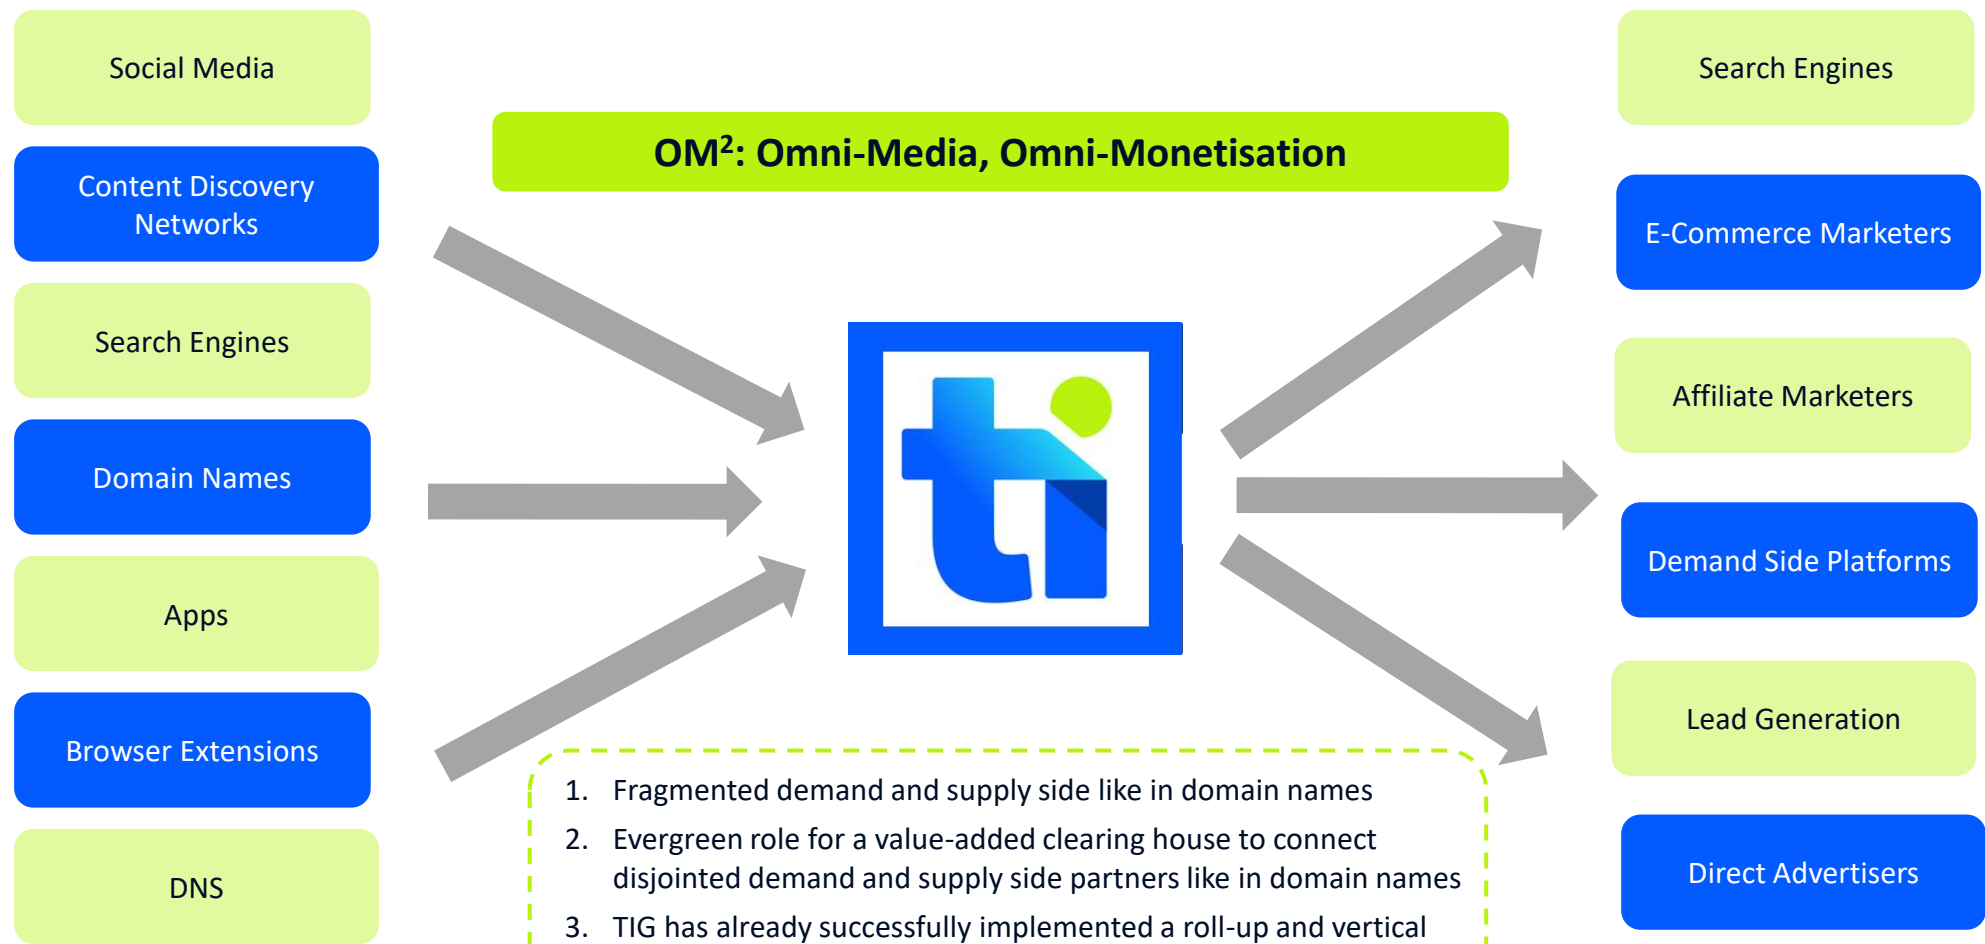 Social Media
Content Discovery
Networks
Search Engines
Domain Names
Apps
Browser Extensions
DNS
OM²: Omni-Media, Omni-Monetisation
ti
1. Fragmented demand and supply side like in domain names
2. Evergreen role for a value-added clearing house to connect
disjointed demand and supply side partners like in domain names
3. TIG has already successfully implemented a roll-up and vertical
Search Engines
E-Commerce Marketers
Affiliate Marketers
Demand Side Platforms
Lead Generation
Direct Advertisers